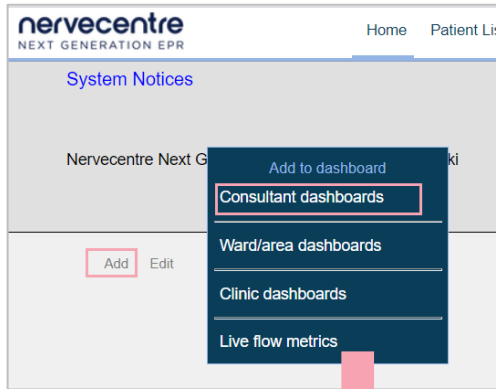 nervecentre
NEXT GENERATION EPR
Home Patient Lis
System Notices
Nervecentre Next G ki
Add to dashboard
Consultant dashboards
Ward/area dashboards
Clinic dashboards
Live flow metrics
Add Edit